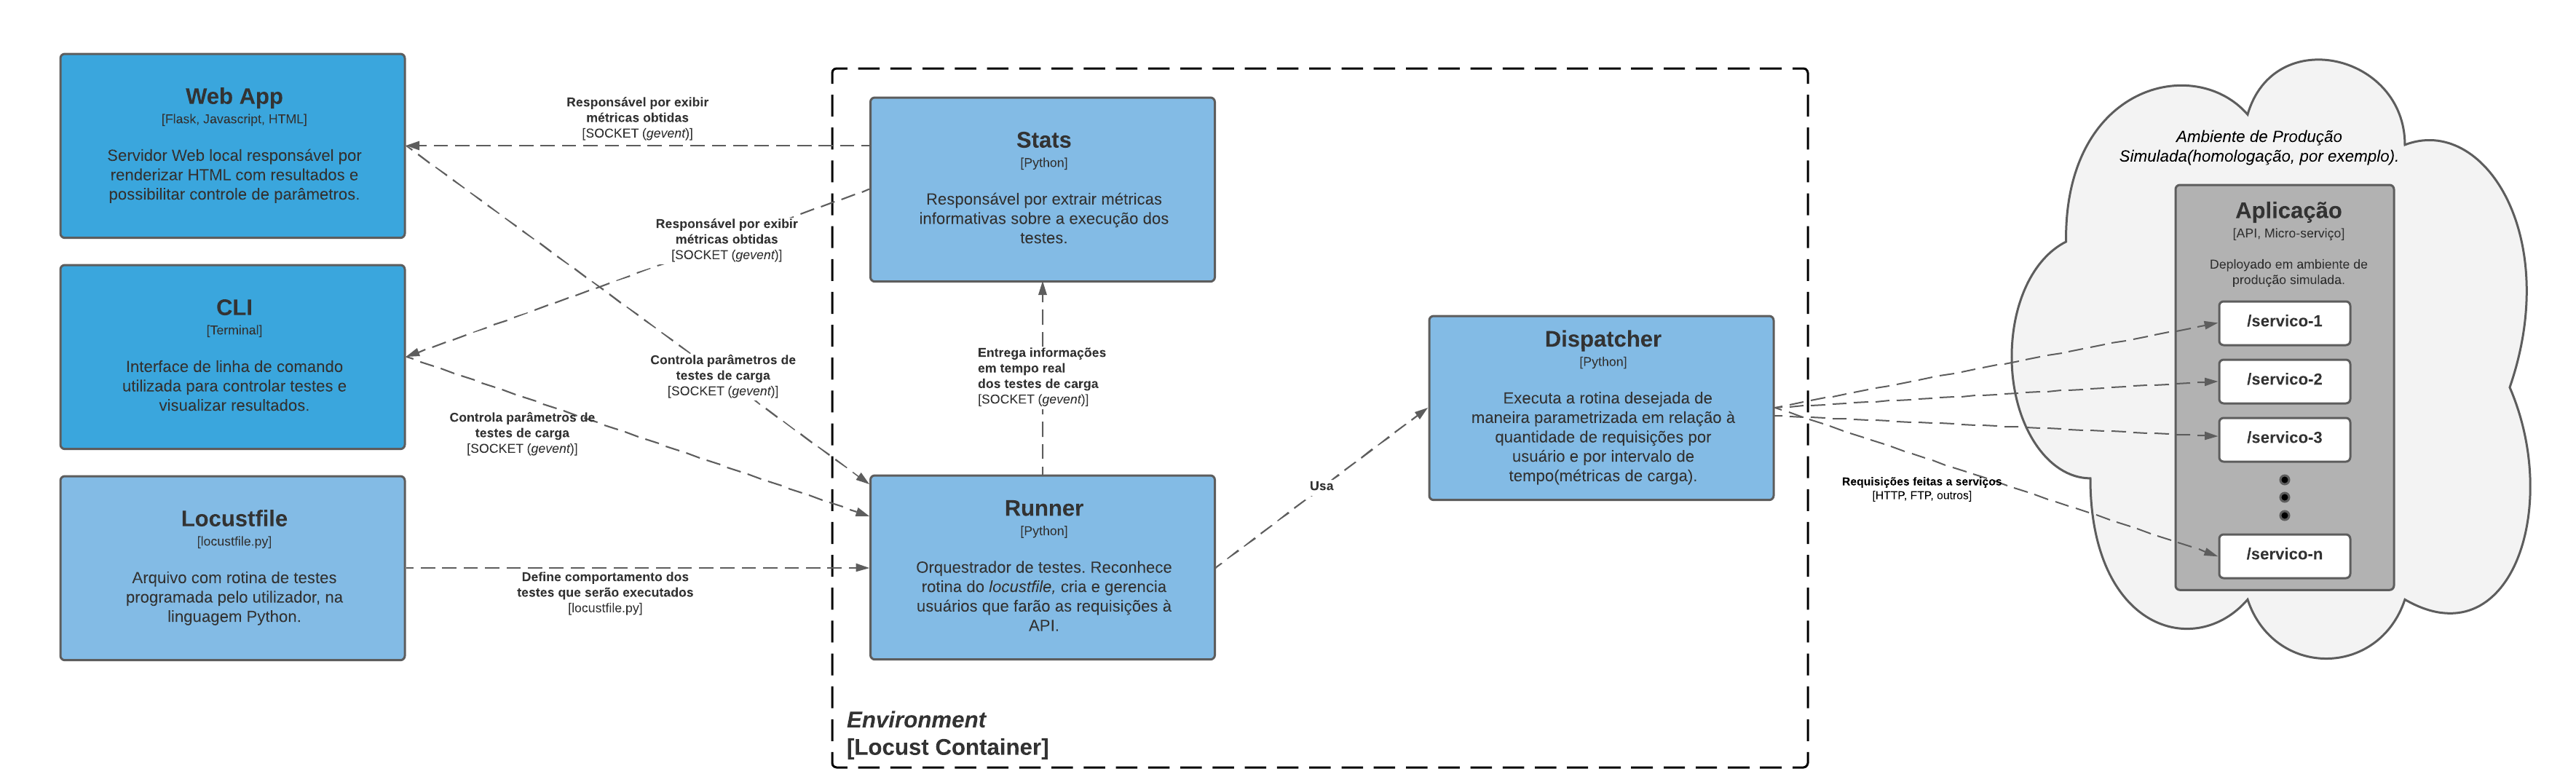 Web App
[Flask, Javascript, HTML]
Servidor Web local responsável por
renderizar HTML com resultados e
possibilitar controle de parâmetros.
CLI
[Terminal]
Interface de linha de comando
utilizada para controlar testes e
visualizar resultados.
Locustfile
[locustfile.py]
Arquivo com rotina de testes
programada pelo utilizador, na
linguagem Python.
Responsável por exibir
métricas obtidas
[SOCKET (gevent)]
Responsável por exibir
métricas obtidas
[SOCKET (gevent)]
Controla parâmetros de
testes de carga
[SOCKET (gevent)]
Controla parâmetros de
testes de carga
[SOCKET (gevent)]
Define comportamento dos
testes que serão executados
[locustfile.py]
Stats
[Python]
Responsável por extrair métricas
informativas sobre a execução dos
testes.
Entrega informações
em tempo real
dos testes de carga
[SOCKET (gevent)]
Runner
[Python]
Orquestrador de testes. Reconhece
rotina do locustfile, cria e gerencia
usuários que farão as requisições à
API.
Environment
[Locust Container]
Usa
Dispatcher
[Python]
Executa a rotina desejada de
maneira parametrizada em relação à
quantidade de requisições por
usuário e por intervalo de
tempo(métricas de carga).
Requisições feitas a serviços
[HTTP, FTP, outros]
Ambiente de Produção
Simulada(homologação, por exemplo).
Aplicação
[API, Micro-serviço]
Deployado em ambiente de
produção simulada.
/servico-1
/servico-2
/servico-3
/servico-n